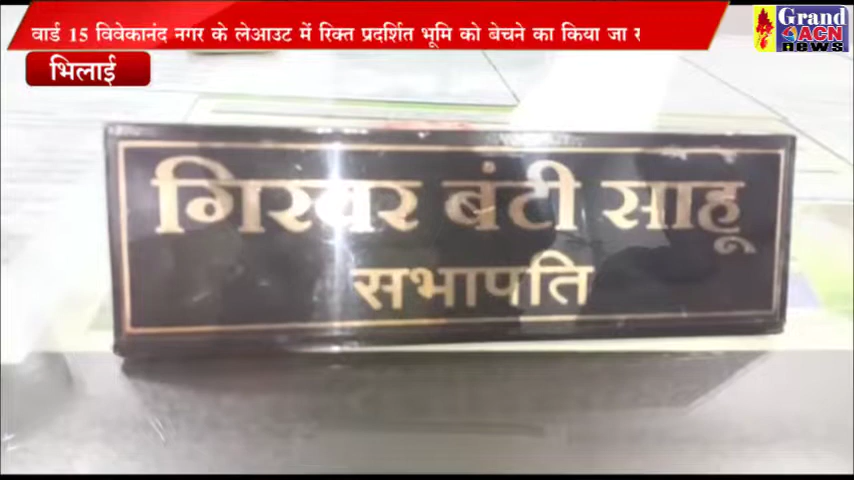 वार्ड 15 विवेकानंद नगर के लेआउट में रिक्त प्रदर्शित भूमि को बेचने का किया जा
Grand
ACN
news
भिलाई
गिरवर बंटी साहू
सभापति